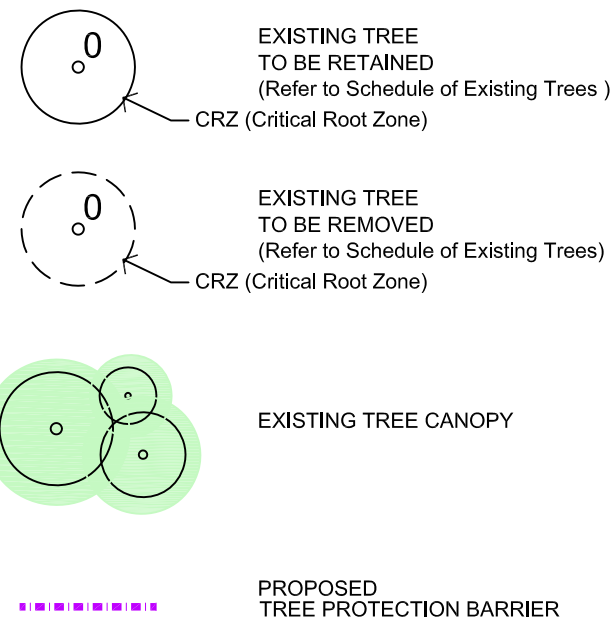 0
EXISTING TREE
TO BE RETAINED
(Refer to Schedule of Existing Trees )
CRZ (Critical Root Zone)
0
EXISTING TREE
TO BE REMOVED
(Refer to Schedule of Existing Trees)
CRZ (Critical Root Zone)
EXISTING TREE CANOPY
PROPOSED
TREE PROTECTION BARRIER